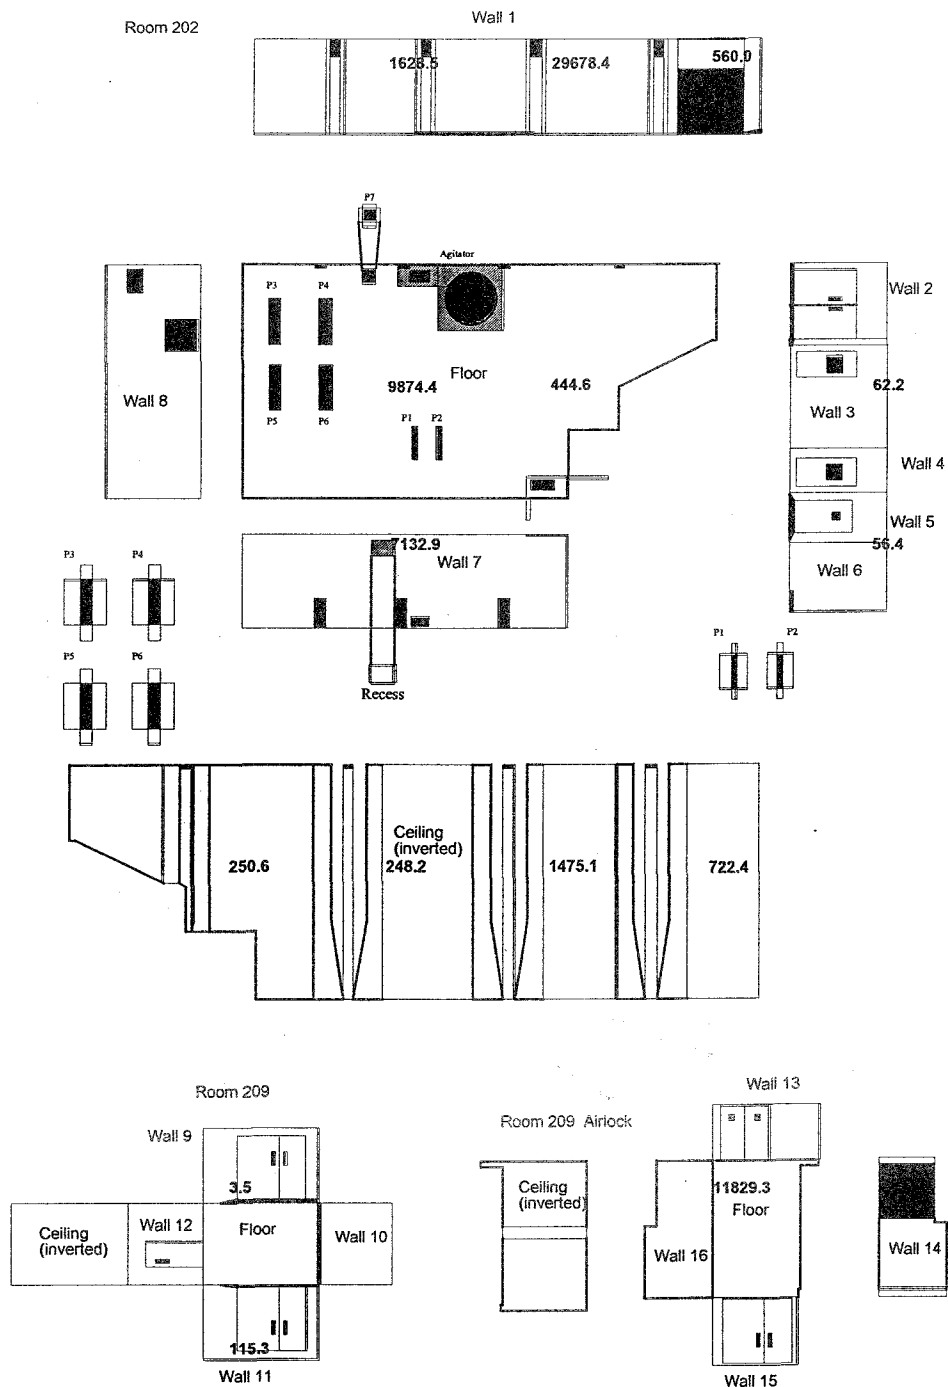 Wall 1
Room 202
1628.5 29678.4 560.0
P7
Agitator
P3 P4
Wall 2
Floor
9874.4 444.6
Wall 8
62.2
Wall 3
P5 P6 P1 P2
Wall 4
Wall 5
7132.9
Wall 7
56.4
Wall 6
P3 P4
P1 P2
P5 P6
Recess
Ceiling
(inverted)
250.6 248.2 1475.1 722.4
Room 209
Wall 13
Wall 9
Room 209 Airlock
3.5
Ceiling
(inverted)
11829.3
Wall 12 Floor
Floor
Ceiling
(inverted)
Wall 10
Wall 16
Wall 14
115.3
Wall 11
Wall 15